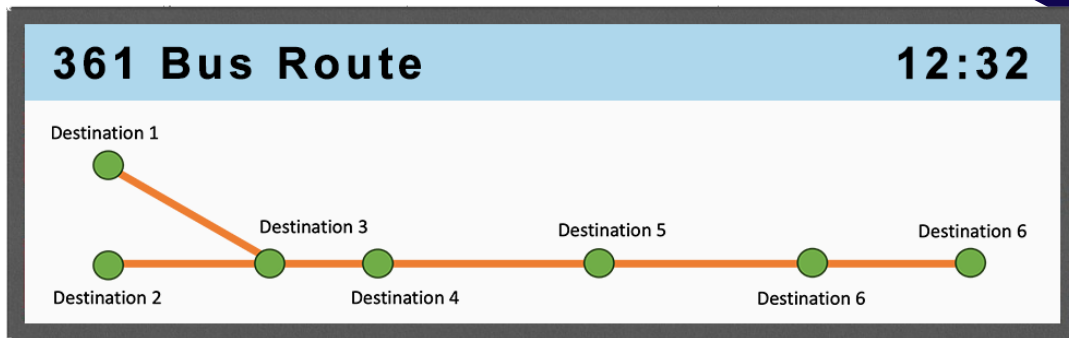 361 Bus Route
12:32
Destination 1
Destination 3
Destination 5
Destination 6
Destination 2
Destination 4
Destination 6